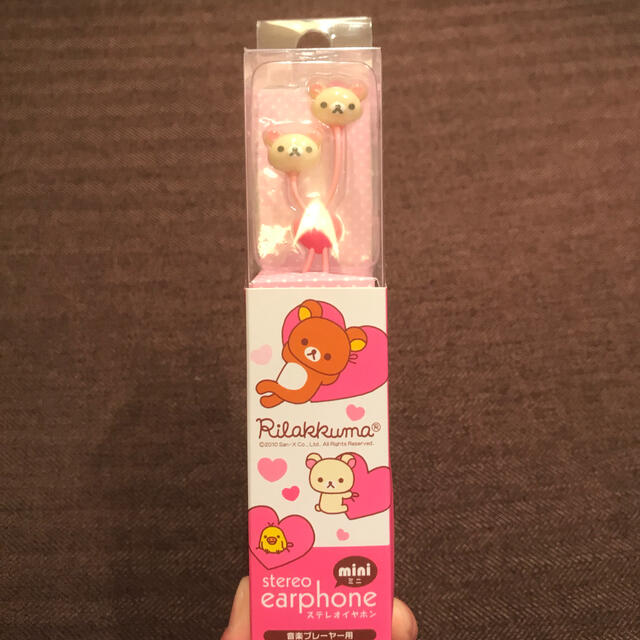 Rilakkuma®
©2010 San-X Co., Ltd. All Rights Reserved.
mini
ミニ
stereo
earphone
ステレオイヤホン
音楽プレーヤー用